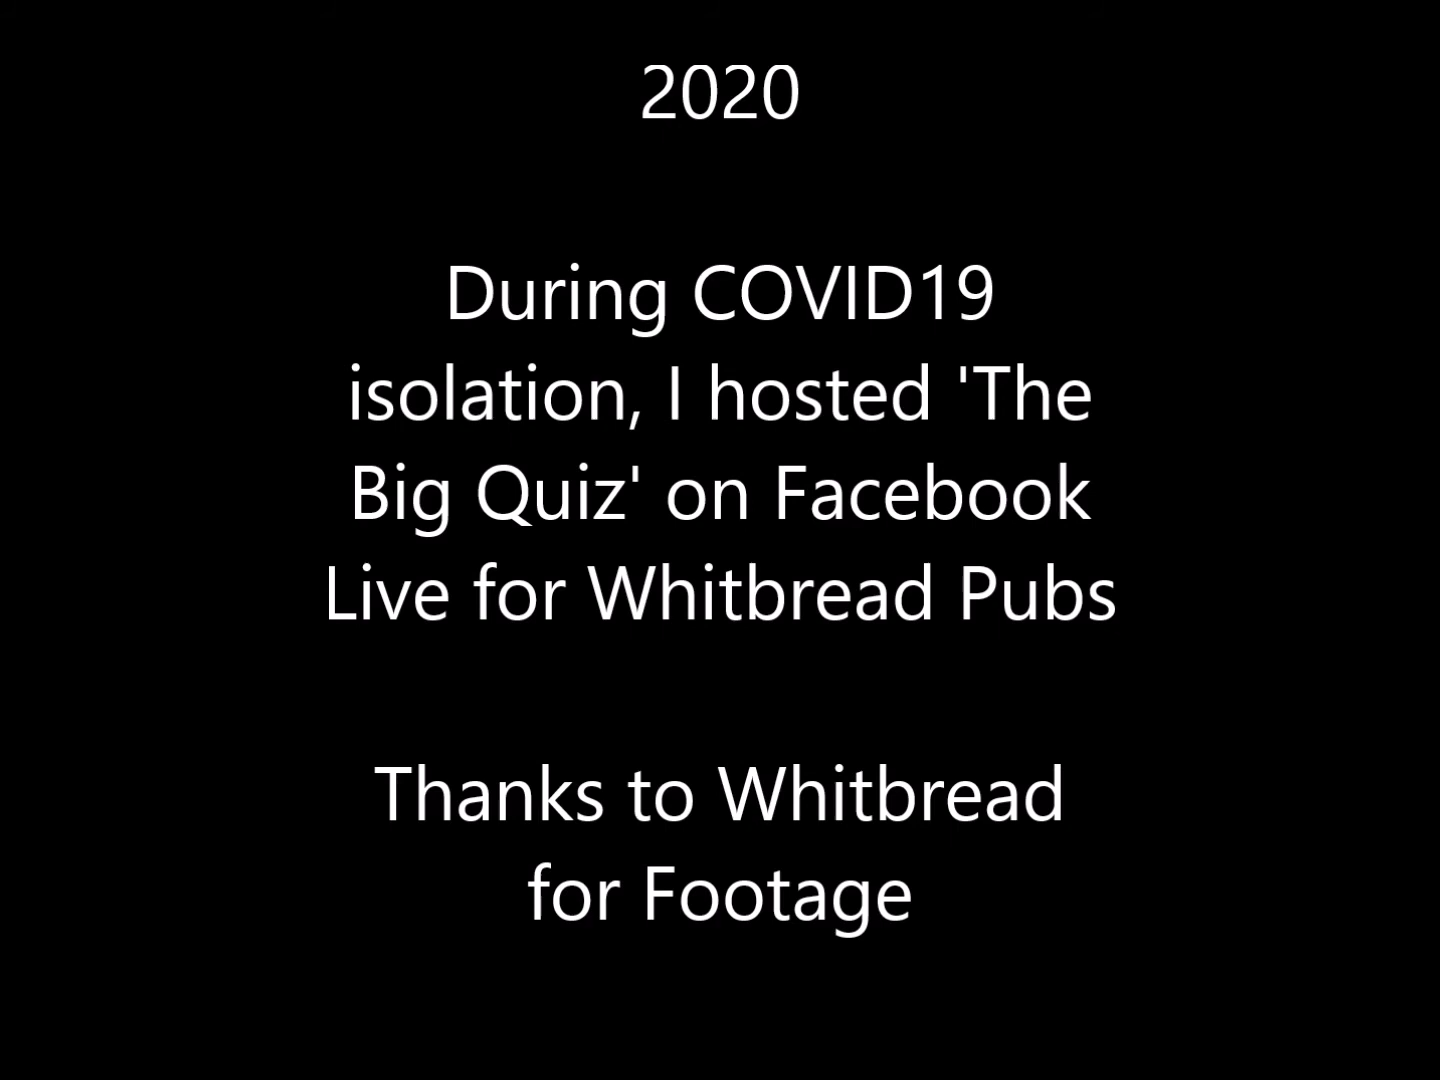 2020
During COVID19
isolation, I hosted 'The
Big Quiz' on Facebook
Live for Whitbread Pubs
Thanks to Whitbread
for Footage